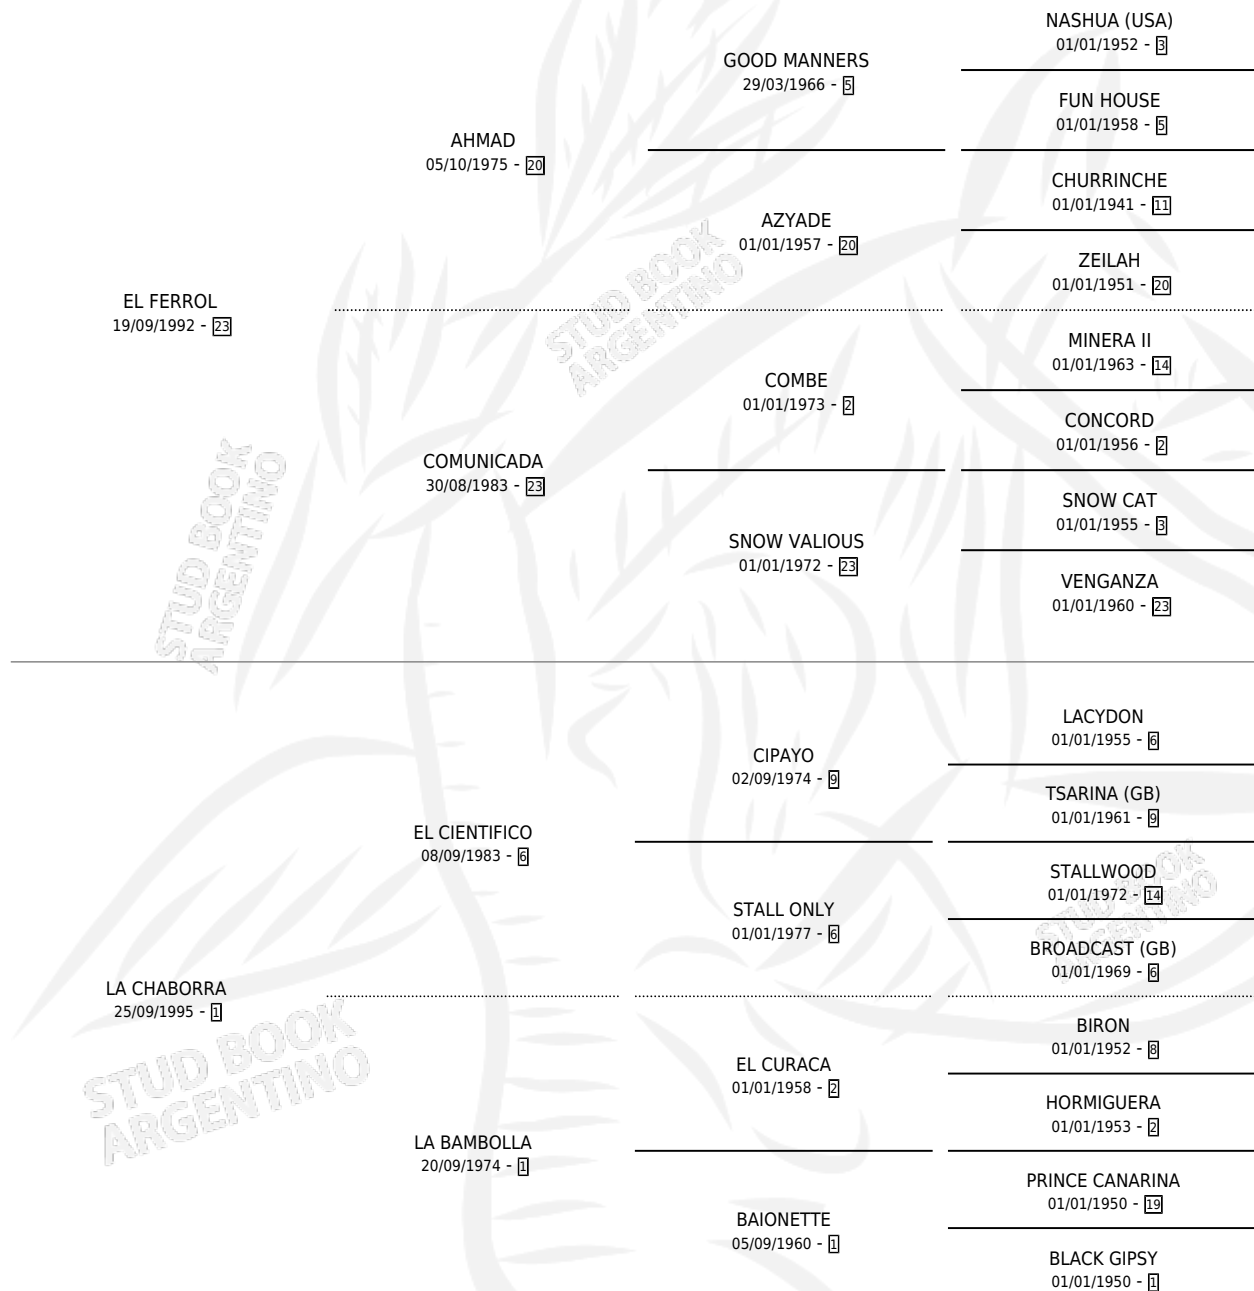 NASHUA (USA)
01/01/1952 - 3
GOOD MANNERS
29/03/1966 - 5
FUN HOUSE
01/01/1958 - 5
AHMAD
05/10/1975 - 20
CHURRINCHE
01/01/1941 - 11
AZYADE
01/01/1957 - 20
ZEILAH
01/01/1951 - 20
EL FERROL
19/09/1992 - 23
MINERA II
01/01/1963 - 14
COMBE
01/01/1973 - 2
CONCORD
01/01/1956 - 2
COMUNICADA
30/08/1983 - 23
SNOW CAT
01/01/1955 - 3
SNOW VALIOUS
01/01/1972 - 23
VENGANZA
01/01/1960 - 23
LACYDON
01/01/1955 - 6
CIPAYO
02/09/1974 - 9
TSARINA (GB)
01/01/1961 - 9
EL CIENTIFICO
08/09/1983 - 6
STALLWOOD
01/01/1972 - 14
STALL ONLY
01/01/1977 - 6
BROADCAST (GB)
01/01/1969 - 6
LA CHABORRA
25/09/1995 - 1
BIRON
01/01/1952 - 8
EL CURACA
01/01/1958 - 2
HORMIGUERA
01/01/1953 - 2
LA BAMBOLLA
20/09/1974 - 1
PRINCE CANARINA
01/01/1950 - 19
BAIONETTE
05/09/1960 - 1
BLACK GIPSY
01/01/1950 - 1
STUD BOOK
ARGENTINO
STUD BOOK
ARGENTINO
STUD BOOK
ARGENTINO
STUD BOOK
ARGENTINO